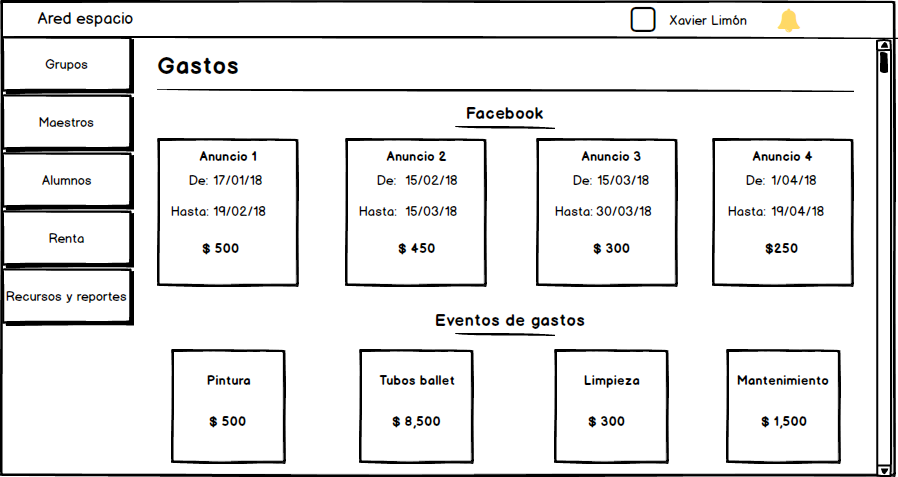 Ared espacio
Xavier Limón
Grupos
Maestros
Alumnos
Renta
Recursos y reportes
Gastos
Facebook
Anuncio 1
De: 17/01/18
Hasta: 19/02/18
$ 500
Anuncio 2
De: 15/02/18
Hasta: 15/03/18
$ 450
Anuncio 3
De: 15/03/18
Hasta: 30/03/18
$ 300
Anuncio 4
De: 1/04/18
Hasta: 19/04/18
$250
Eventos de gastos
Pintura
$ 500
Tubos ballet
$ 8,500
Limpieza
$ 300
Mantenimiento
$ 1,500